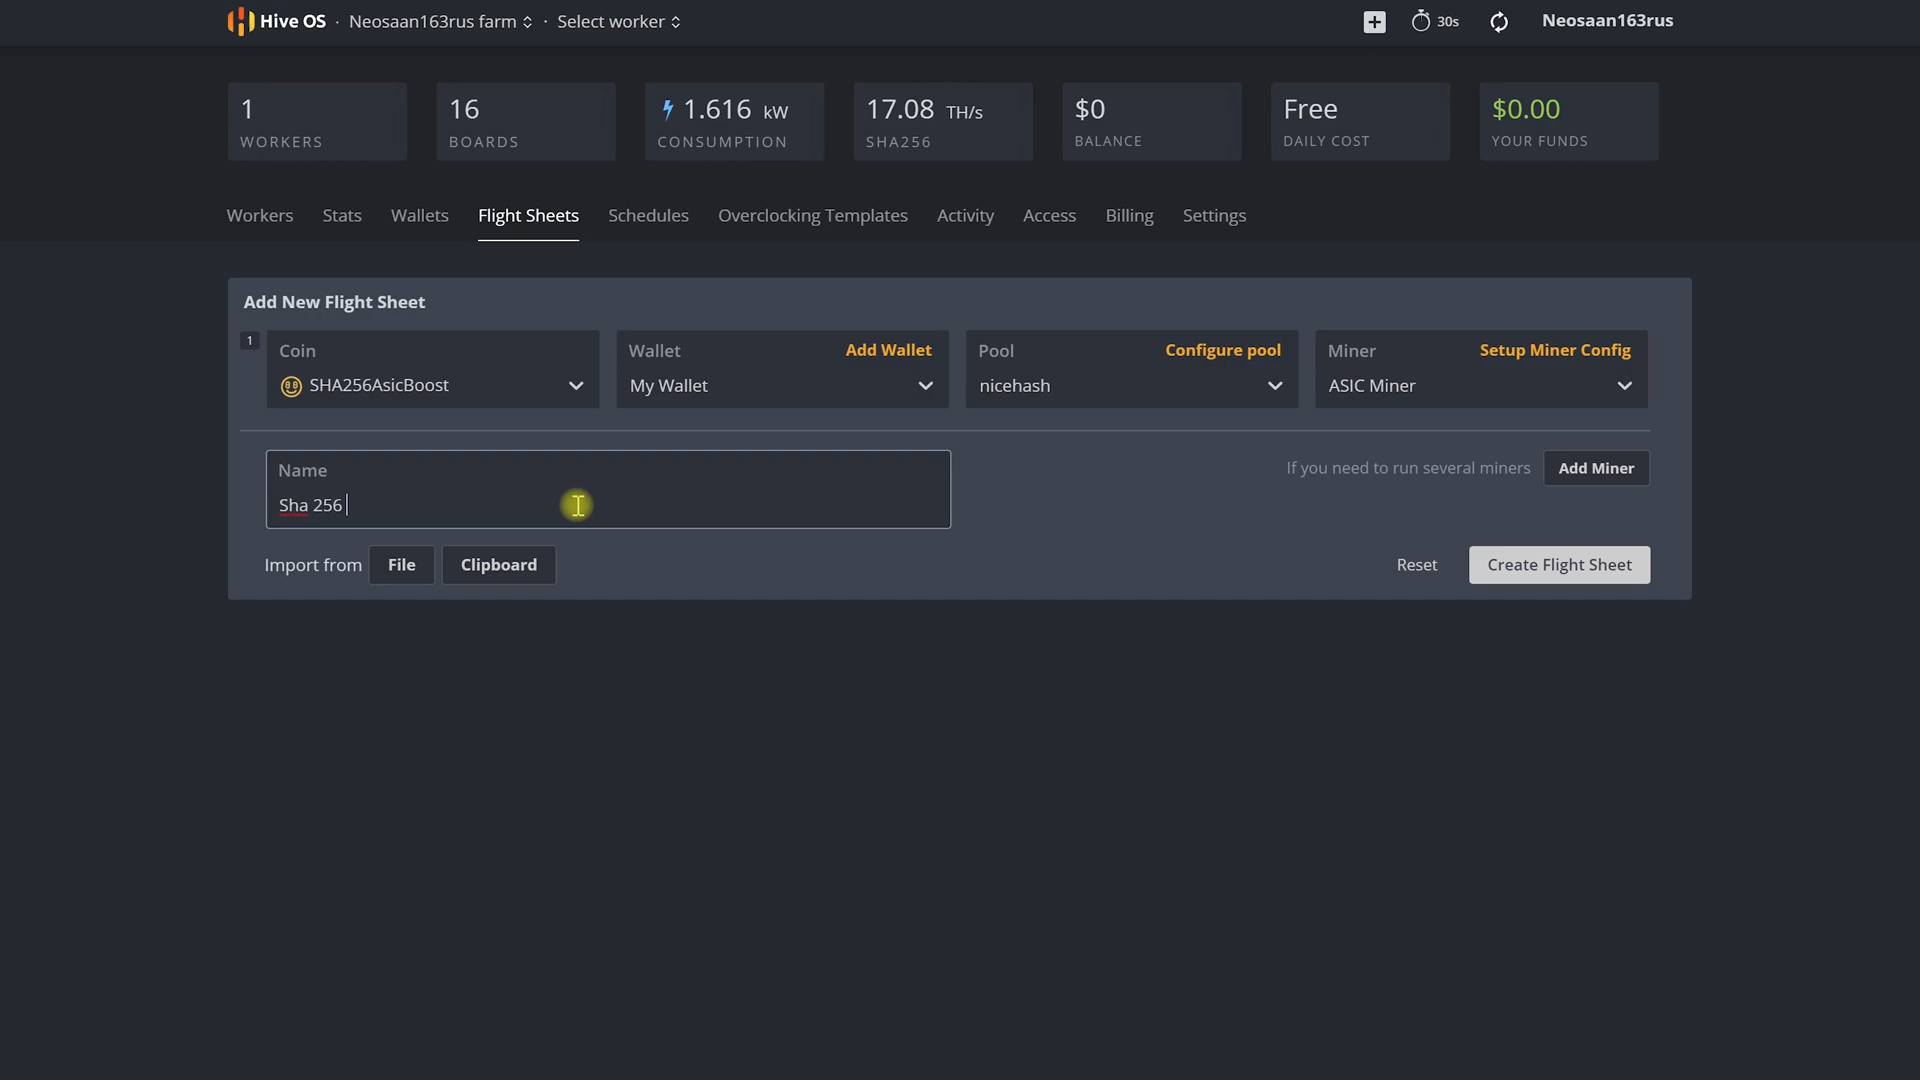 Hive OS · Neosaan163rus farm · Select worker 30s Neosaan163rus
1 16 1.616 kW 17.08 TH/s $0 Free $0.00
WORKERS BOARDS CONSUMPTION SHA256 BALANCE DAILY COST YOUR FUNDS
Workers Stats Wallets Flight Sheets Schedules Overclocking Templates Activity Access Billing Settings
Add New Flight Sheet
1 Coin Wallet Add Wallet Pool Configure pool Miner Setup Miner Config
SHA256AsicBoost My Wallet nicehash ASIC Miner
Name If you need to run several miners Add Miner
Sha 256
Import from File Clipboard Reset Create Flight Sheet